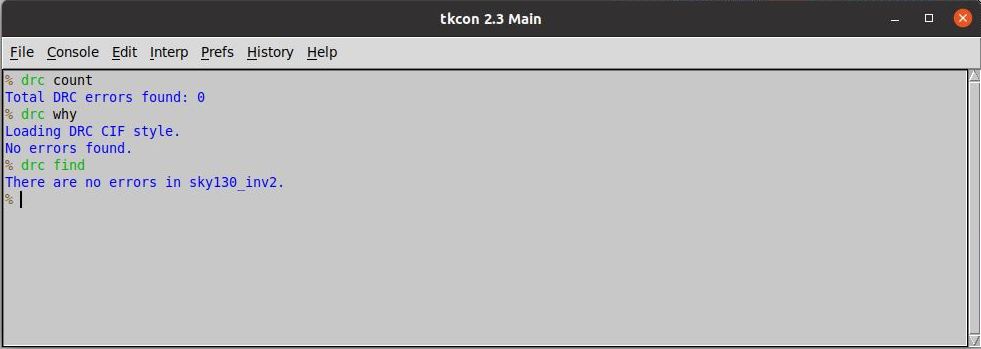 tkcon 2.3 Main
File Console Edit Interp Prefs History Help
% drc count
Total DRC errors found: 0
% drc why
Loading DRC CIF style.
No errors found.
% drc find
There are no errors in sky130_inv2.
%